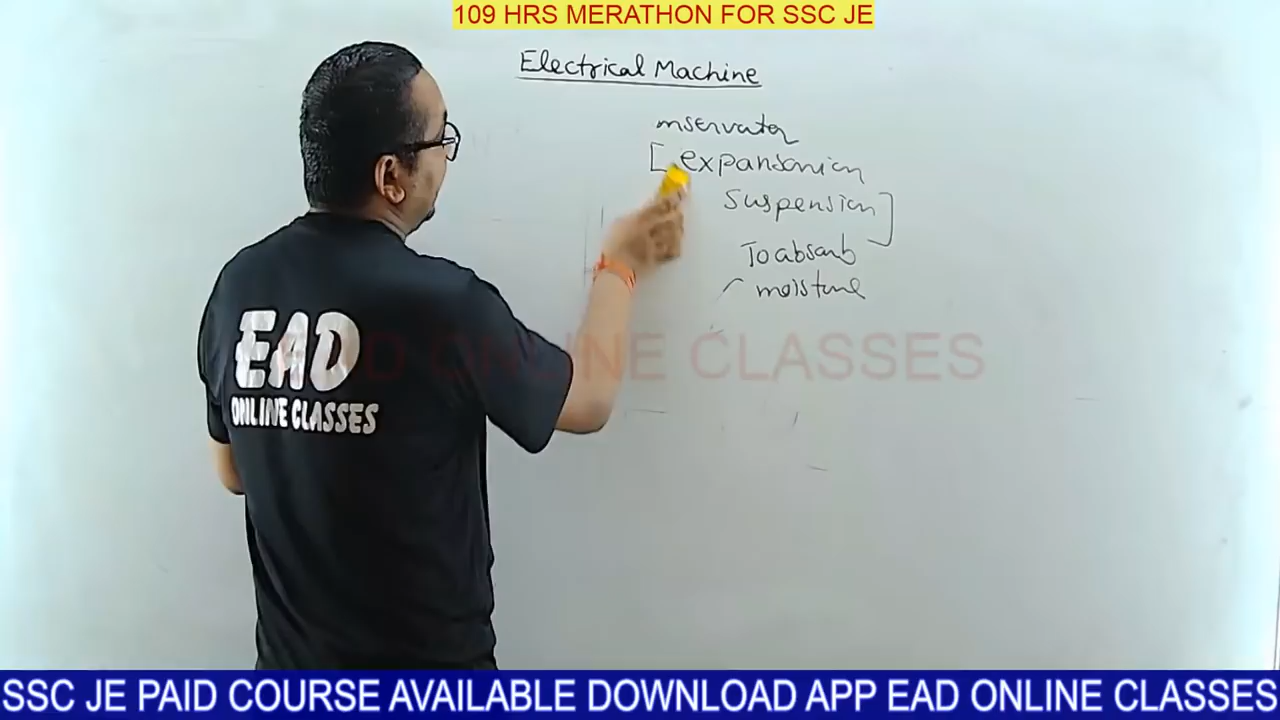 109 HRS MERATHON FOR SSC JE
Electrical Machine
mservator
[expansonion
Suspension]
To absorb
moisture
EAD
ONLINE CLASSES
EAD ONLINE CLASSES
SSC JE PAID COURSE AVAILABLE DOWNLOAD APP EAD ONLINE CLASSES